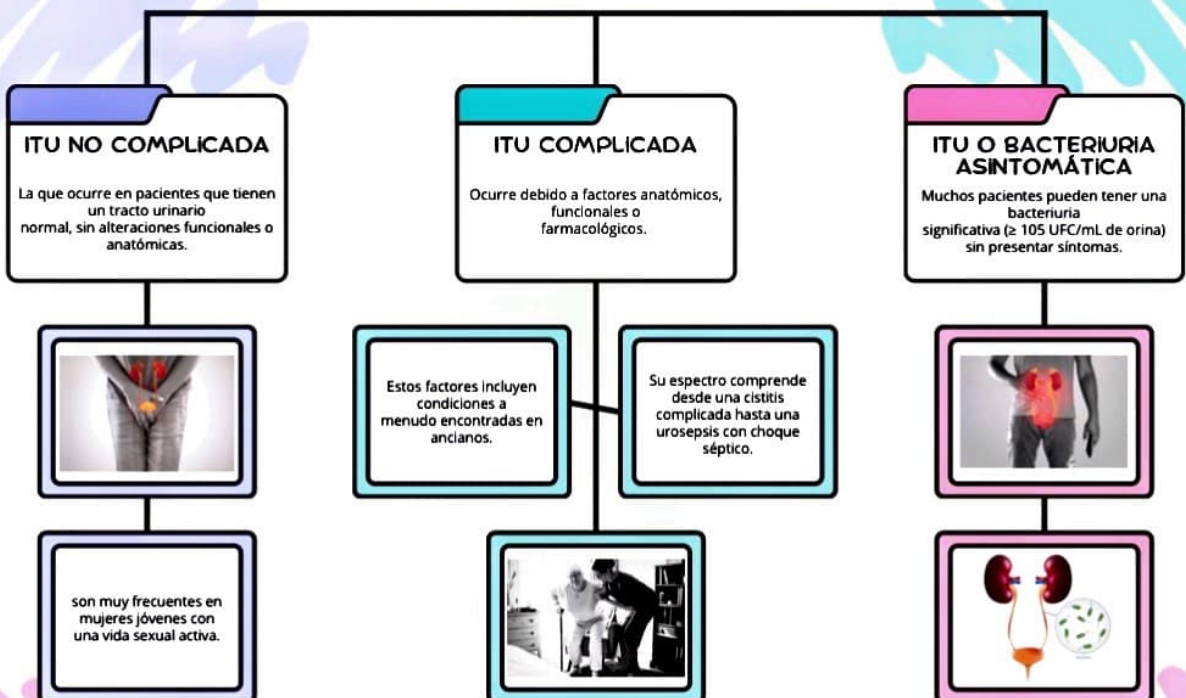 ITU NO COMPLICADA
La que ocurre en pacientes que tienen
un tracto urinario
normal, sin alteraciones funcionales o
anatómicas.
son muy frecuentes en
mujeres jóvenes con
una vida sexual activa.
ITU COMPLICADA
Ocurre debido a factores anatómicos,
funcionales o
farmacológicos.
Estos factores incluyen
condiciones a
menudo encontradas en
ancianos.
Su espectro comprende
desde una cistitis
complicada hasta una
urosepsis con choque
séptico.
ITU O BACTERIURIA
ASINTOMÁTICA
Muchos pacientes pueden tener una
bacteriuria
significativa (≥ 105 UFC/mL de orina)
sin presentar síntomas.